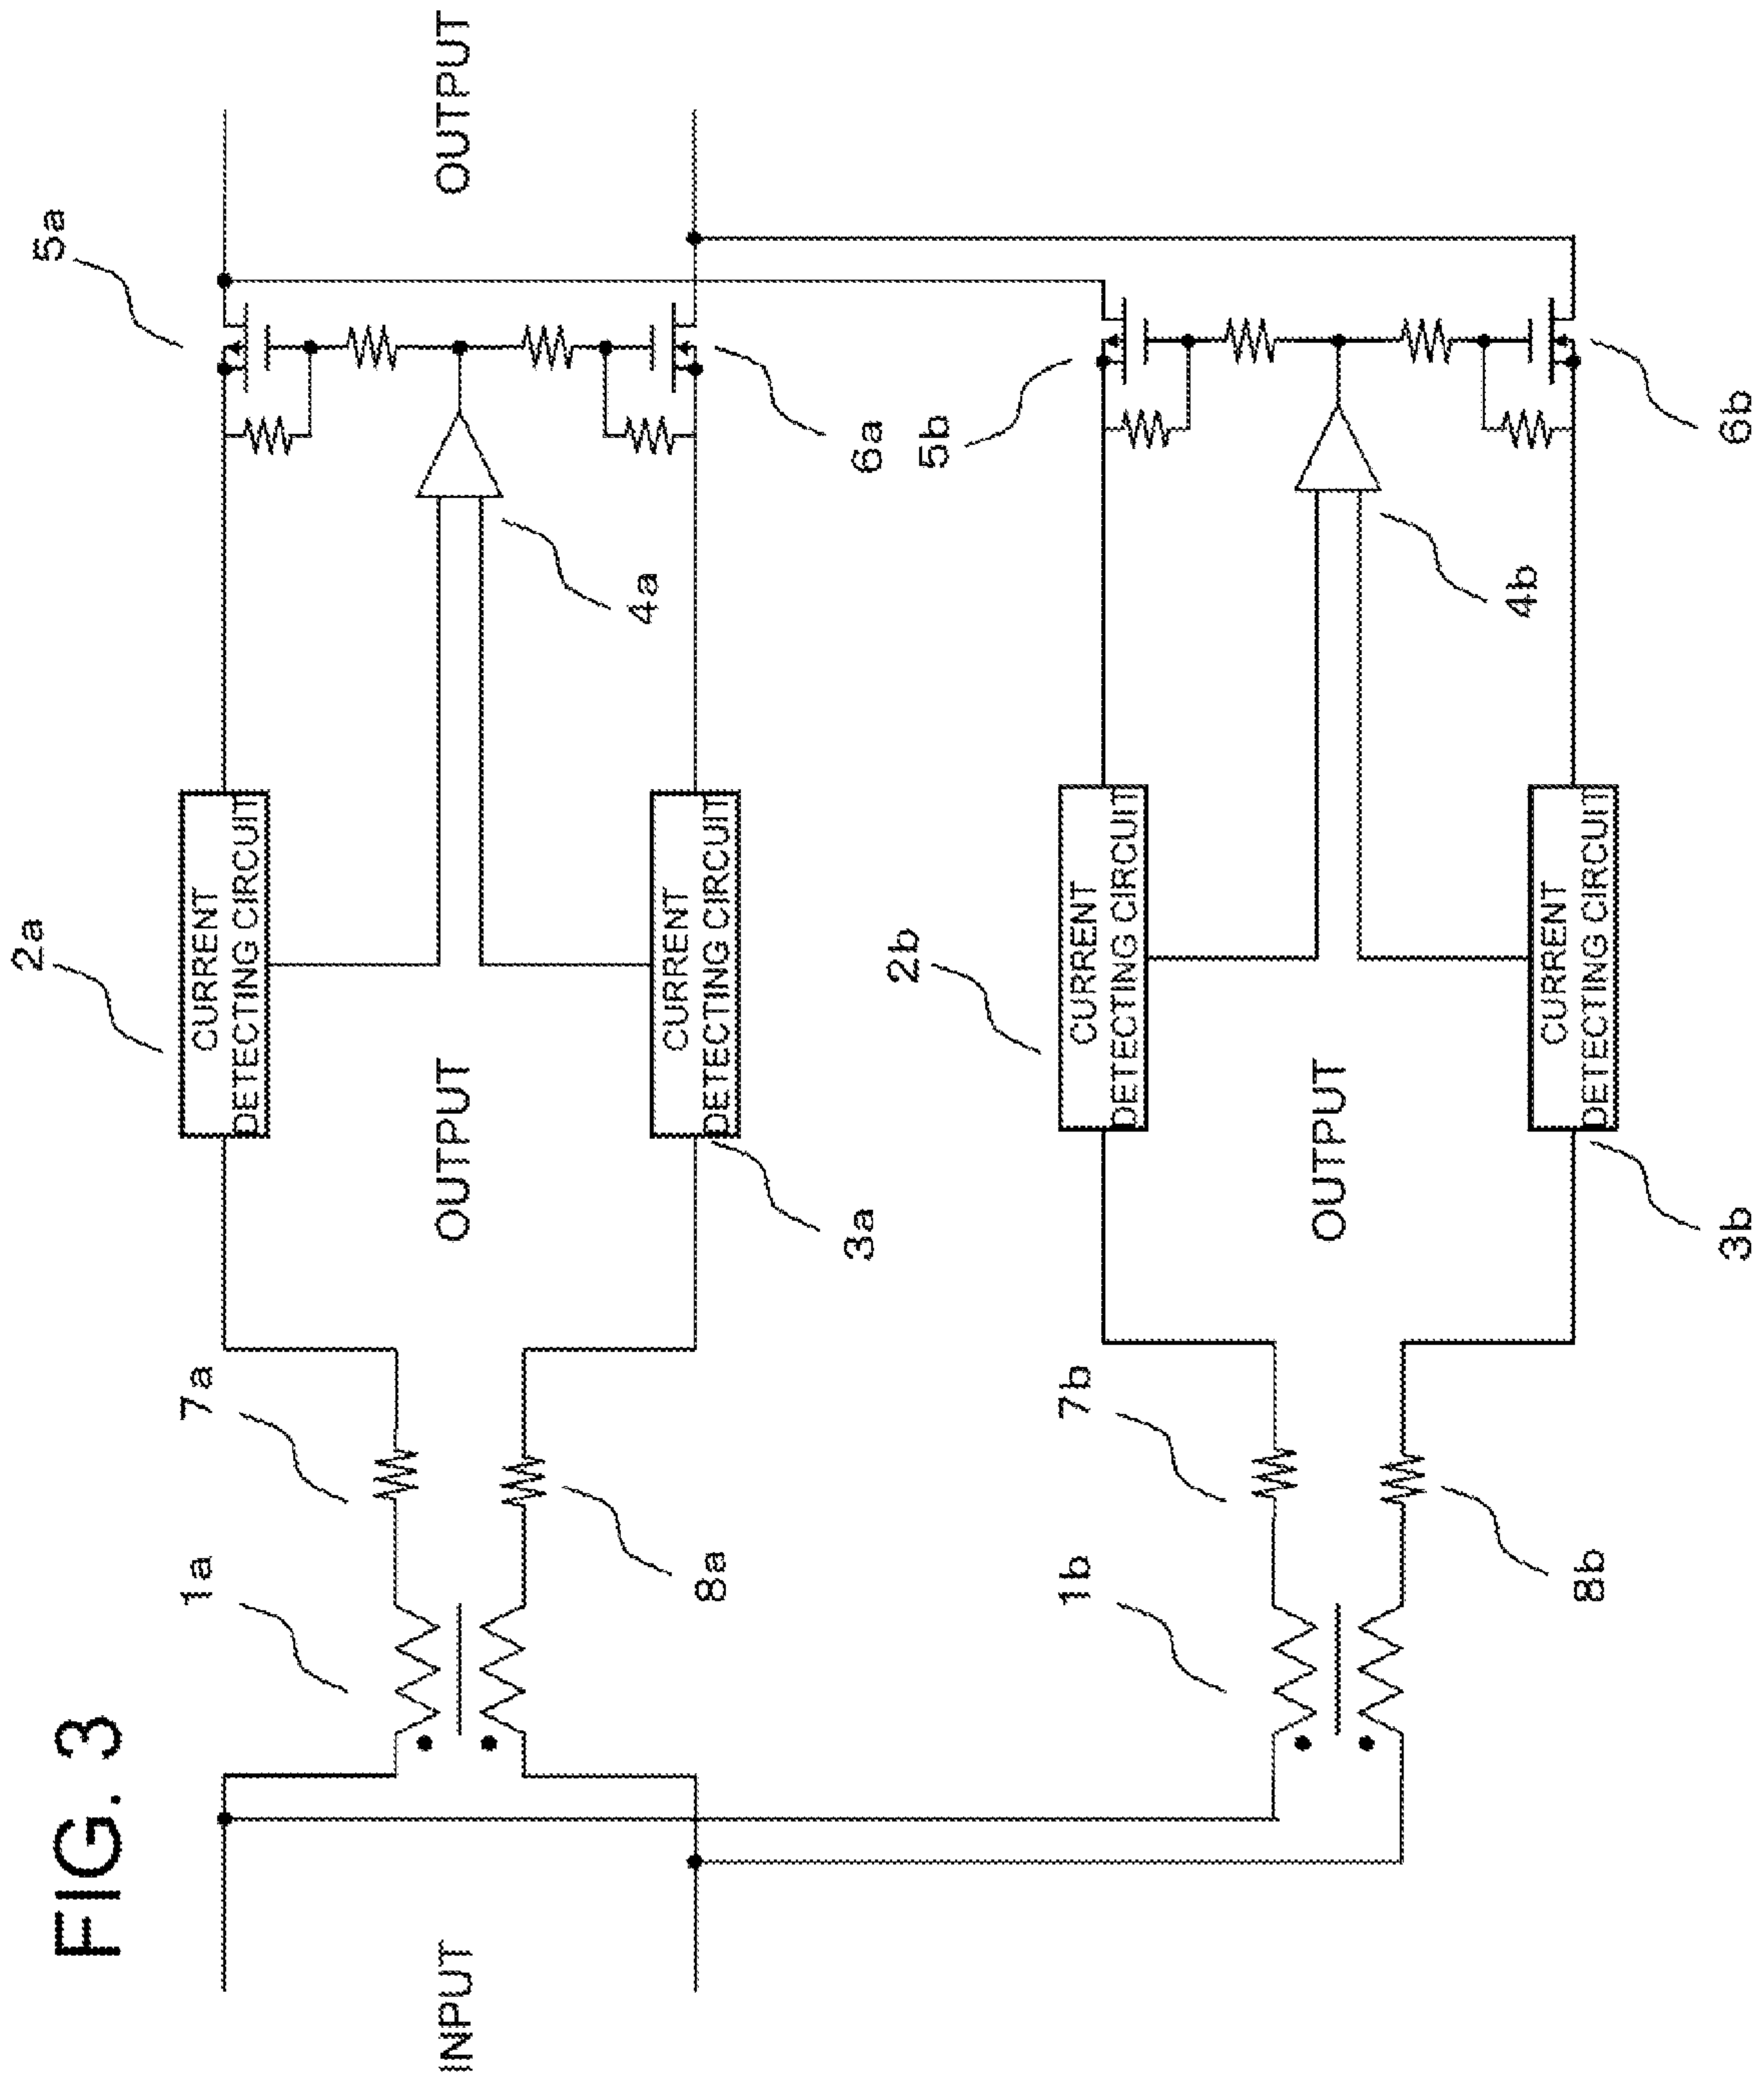 FIG. 3
INPUT
1a
7a
8a
OUTPUT
2a
CURRENT
DETECTING CIRCUIT
CURRENT
DETECTING CIRCUIT
3a
4a
5a
6a
OUTPUT
1b
7b
8b
OUTPUT
2b
CURRENT
DETECTING CIRCUIT
CURRENT
DETECTING CIRCUIT
3b
4b
5b
6b